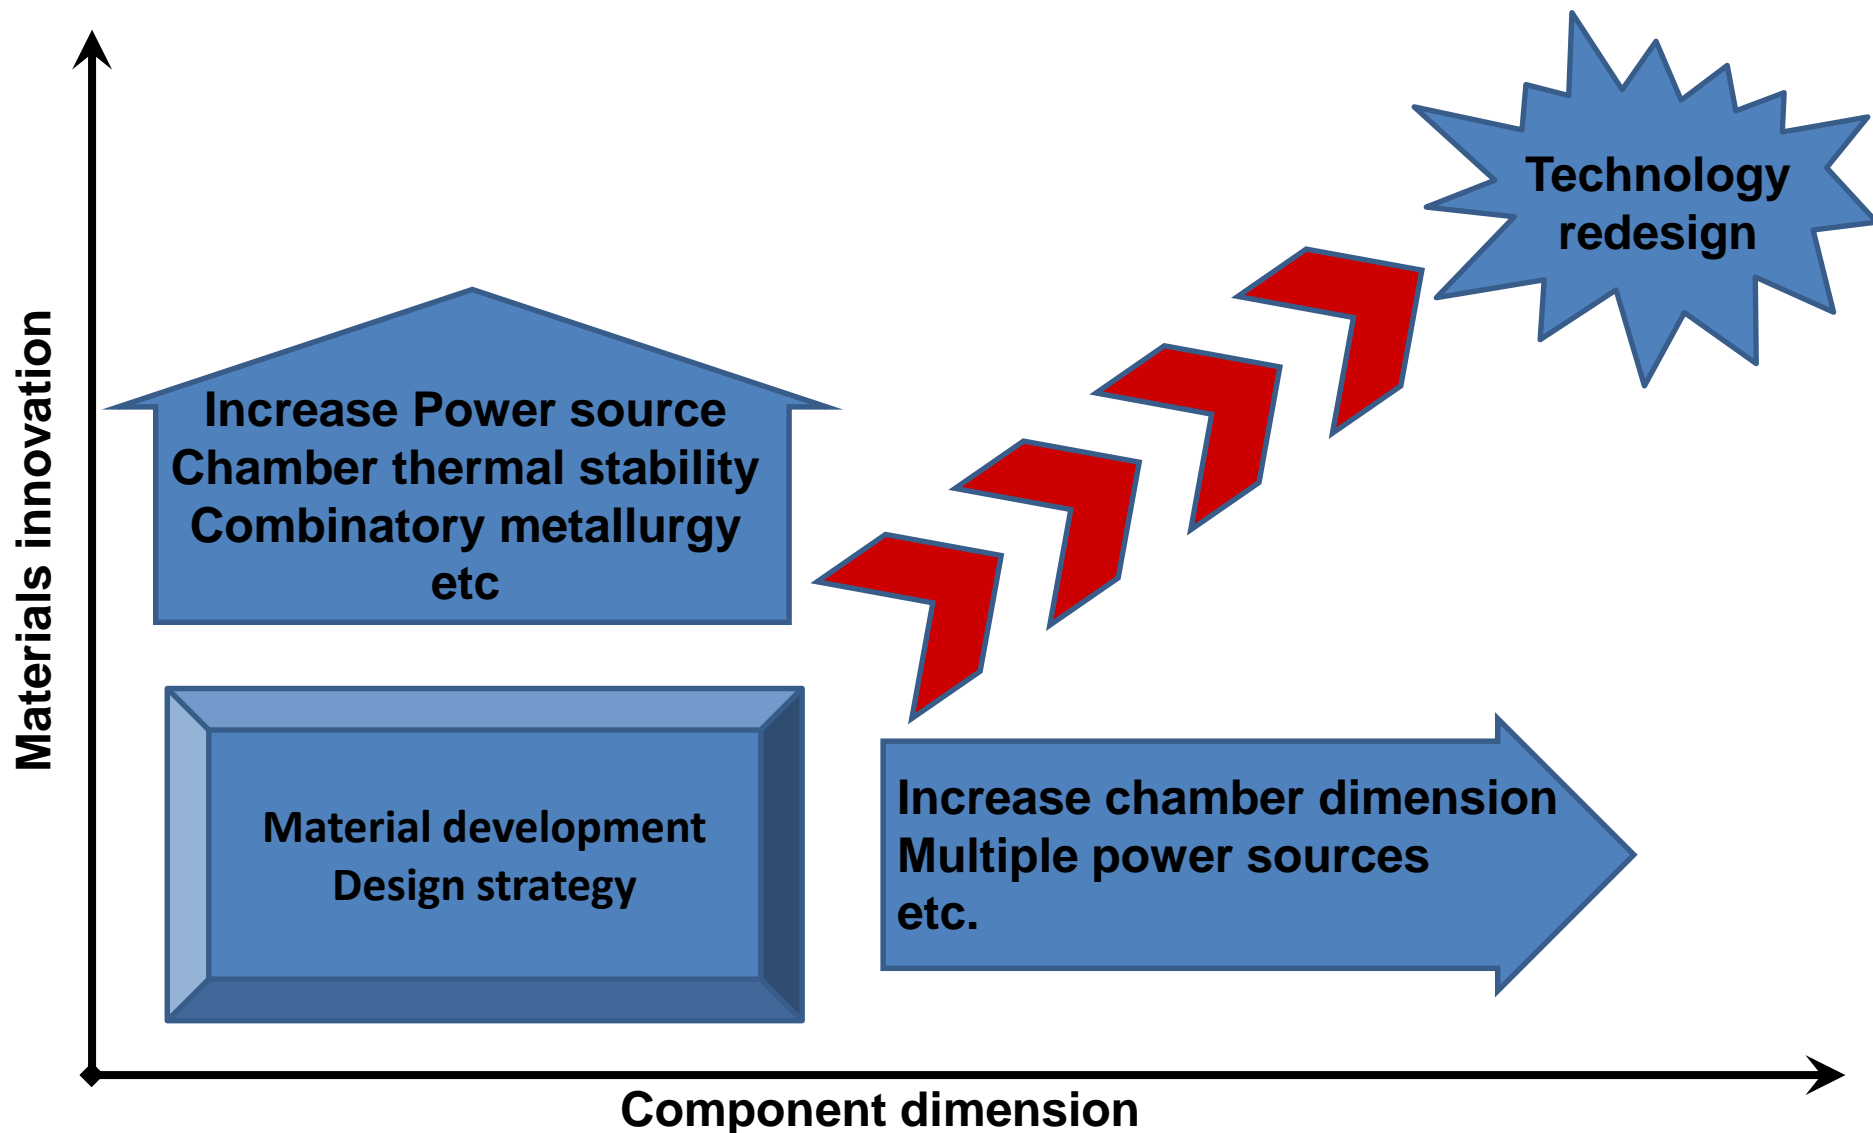 Technology
redesign
Materials innovation
Increase Power source
Chamber thermal stability
Combinatory metallurgy
etc
Material development
Design strategy
Increase chamber dimension
Multiple power sources
etc.
Component dimension